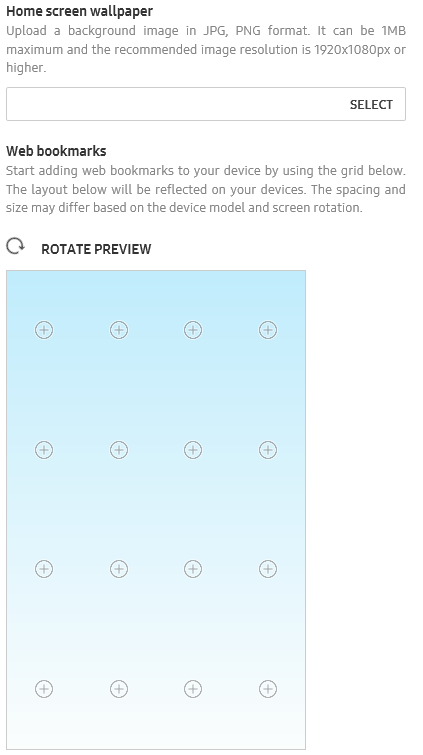 Home screen wallpaper
Upload a background image in JPG, PNG format. It can be 1MB
maximum and the recommended image resolution is 1920x1080px or
higher.
SELECT
Web bookmarks
Start adding web bookmarks to your device by using the grid below.
The layout below will be reflected on your devices. The spacing and
size may differ based on the device model and screen rotation.
ROTATE PREVIEW